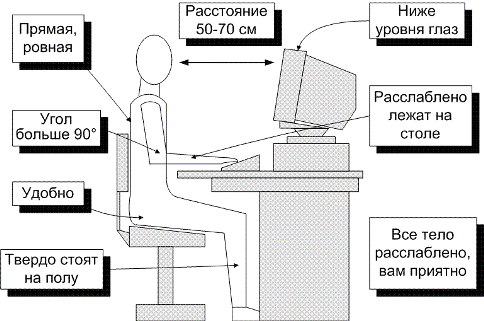 Прямая,
ровная
Расстояние
50-70 см
Ниже
уровня глаз
Угол
больше 90°
Расслаблено
лежат на
столе
Удобно
Твердо стоят
на полу
Все тело
расслаблено,
вам приятно